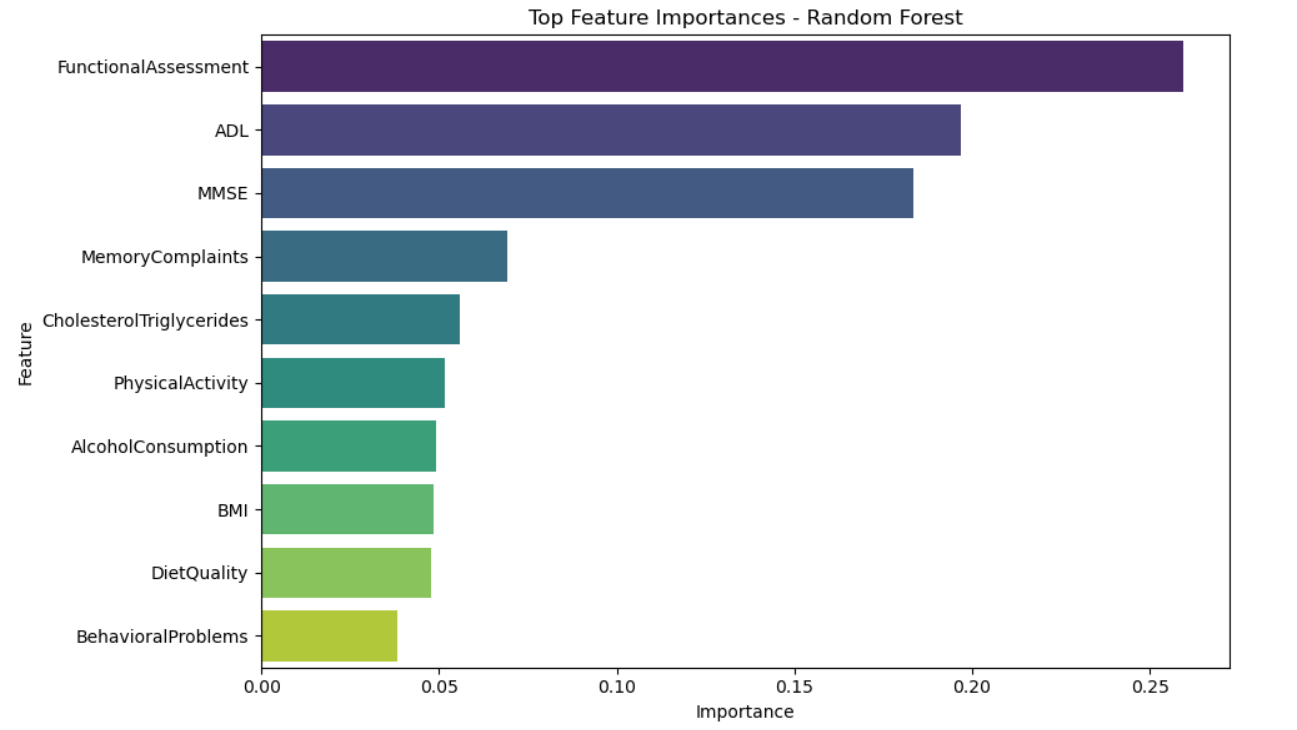 Top Feature Importances - Random Forest
Feature
FunctionalAssessment
ADL
MMSE
MemoryComplaints
CholesterolTriglycerides
PhysicalActivity
AlcoholConsumption
BMI
DietQuality
BehavioralProblems
0.00 0.05 0.10 0.15 0.20 0.25
Importance